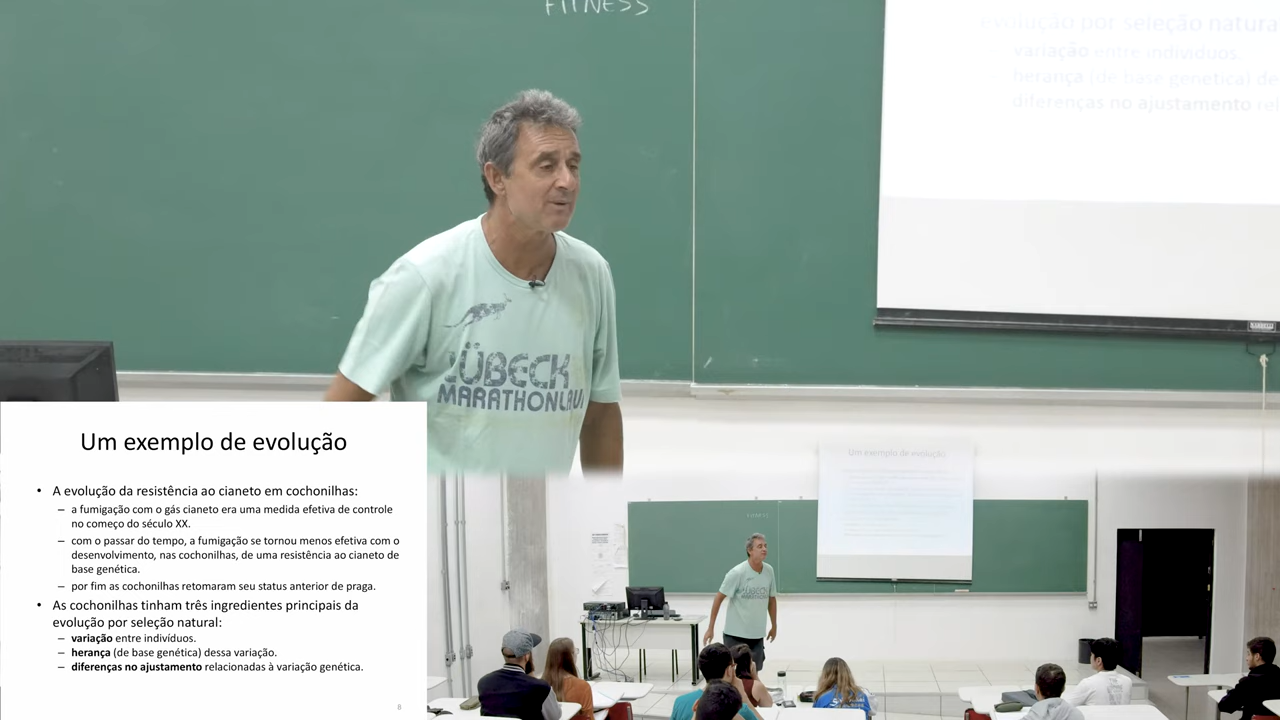 FITNESS
Evolução por seleção natura
variação entre indivíduos.
herança (de base genética) de
diferenças no ajustamento rel
LÜBECK
MARATHONLAU
Um exemplo de evolução
• A evolução da resistência ao cianeto em cochonilhas:
– a fumigação com o gás cianeto era uma medida efetiva de controle
no começo do século XX.
– com o passar do tempo, a fumigação se tornou menos efetiva com o
desenvolvimento, nas cochonilhas, de uma resistência ao cianeto de
base genética.
– por fim as cochonilhas retomaram seu status anterior de praga.
• As cochonilhas tinham três ingredientes principais da
evolução por seleção natural:
– variação entre indivíduos.
– herança (de base genética) dessa variação.
– diferenças no ajustamento relacionadas à variação genética.
8
Um exemplo de evolução
FITNESS
LÜBECK